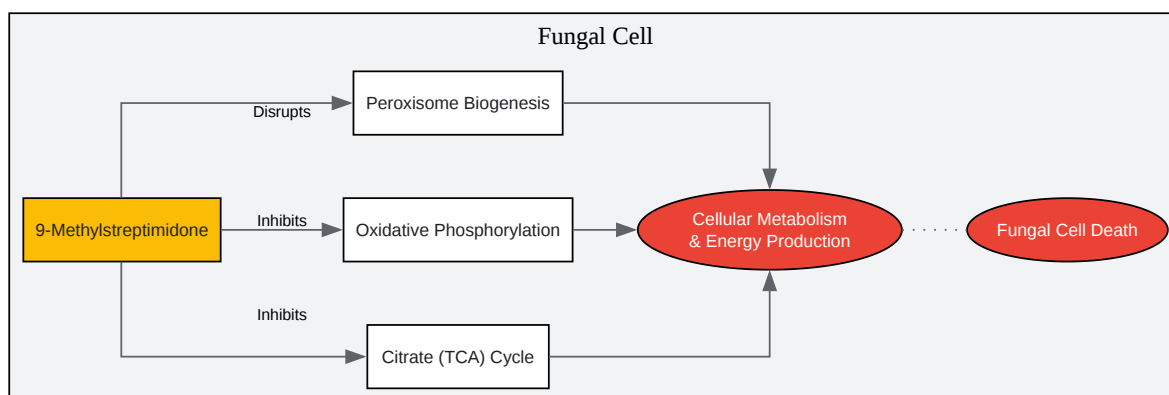 Fungal Cell
Peroxisome Biogenesis
Disrupts
9-Methylstreptimidone
Inhibits
Oxidative Phosphorylation
Cellular Metabolism
& Energy Production
Fungal Cell Death
Inhibits
Citrate (TCA) Cycle